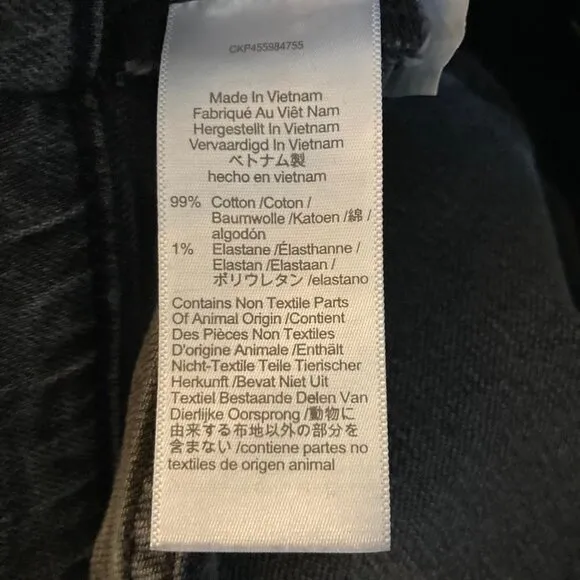 CKP455984755
Made In Vietnam
Fabriqué Au Viêt Nam
Hergestellt In Vietnam
Vervaardigd In Vietnam
ベトナム製
hecho en vietnam
99% Cotton /Coton /
Baumwolle /Katoen /綿 /
algodón
1% Elastane /Élasthanne /
Elastan /Elastaan /
ポリウレタン /elastano
Contains Non Textile Parts
Of Animal Origin /Contient
Des Pièces Non Textiles
D'origine Animale /Enthält
Nicht-Textile Teile Tierischer
Herkunft /Bevat Niet Uit
Textiel Bestaande Delen Van
Dierlijke Oorsprong /動物に
由来する布地以外の部分を
含まない /contiene partes no
textiles de origen animal